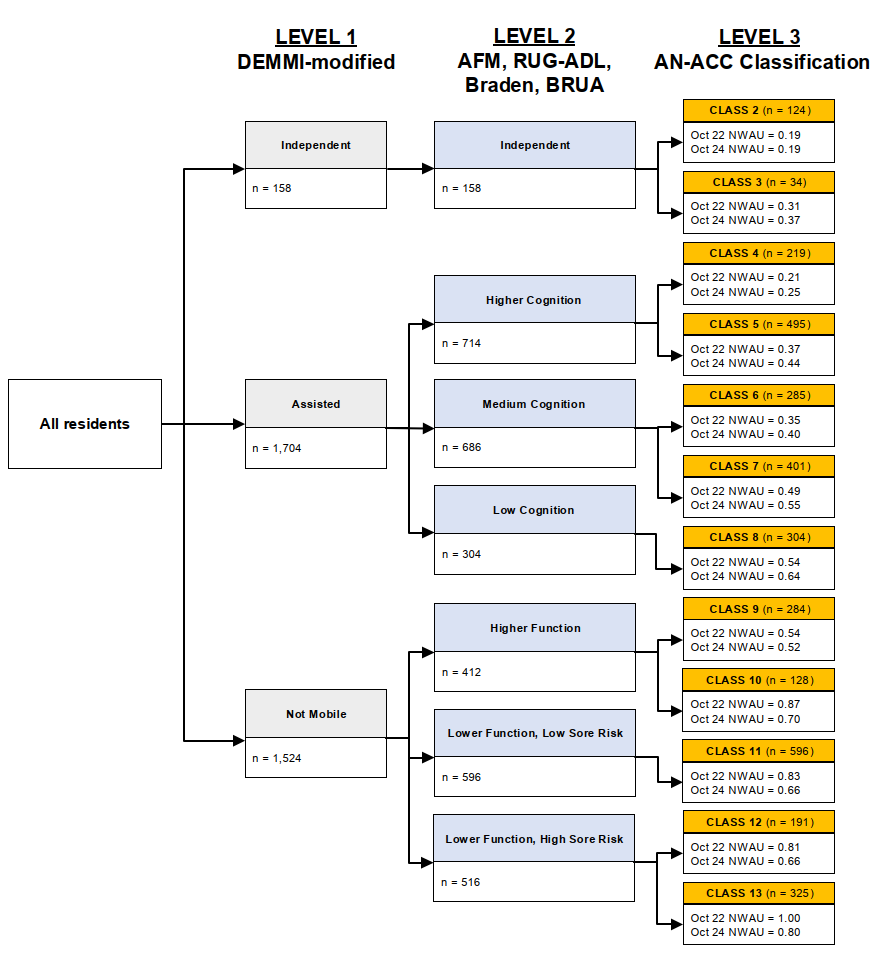 LEVEL 1
DEMMI-modified
LEVEL 2
AFM, RUG-ADL,
Braden, BRUA
LEVEL 3
AN-ACC Classification
All residents
Independent
n = 158
Assisted
n = 1,704
Not Mobile
n = 1,524
Independent
n = 158
Higher Cognition
n = 714
Medium Cognition
n = 686
Low Cognition
n = 304
Higher Function
n = 412
Lower Function, Low Sore Risk
n = 596
Lower Function, High Sore Risk
n = 516
CLASS 2 (n = 124)
Oct 22 NWAU = 0.19
Oct 24 NWAU = 0.19
CLASS 3 (n = 34)
Oct 22 NWAU = 0.31
Oct 24 NWAU = 0.37
CLASS 4 (n = 219)
Oct 22 NWAU = 0.21
Oct 24 NWAU = 0.25
CLASS 5 (n = 495)
Oct 22 NWAU = 0.37
Oct 24 NWAU = 0.44
CLASS 6 (n = 285)
Oct 22 NWAU = 0.35
Oct 24 NWAU = 0.40
CLASS 7 (n = 401)
Oct 22 NWAU = 0.49
Oct 24 NWAU = 0.55
CLASS 8 (n = 304)
Oct 22 NWAU = 0.54
Oct 24 NWAU = 0.64
CLASS 9 (n = 284)
Oct 22 NWAU = 0.54
Oct 24 NWAU = 0.52
CLASS 10 (n = 128)
Oct 22 NWAU = 0.87
Oct 24 NWAU = 0.70
CLASS 11 (n = 596)
Oct 22 NWAU = 0.83
Oct 24 NWAU = 0.66
CLASS 12 (n = 191)
Oct 22 NWAU = 0.81
Oct 24 NWAU = 0.66
CLASS 13 (n = 325)
Oct 22 NWAU = 1.00
Oct 24 NWAU = 0.80